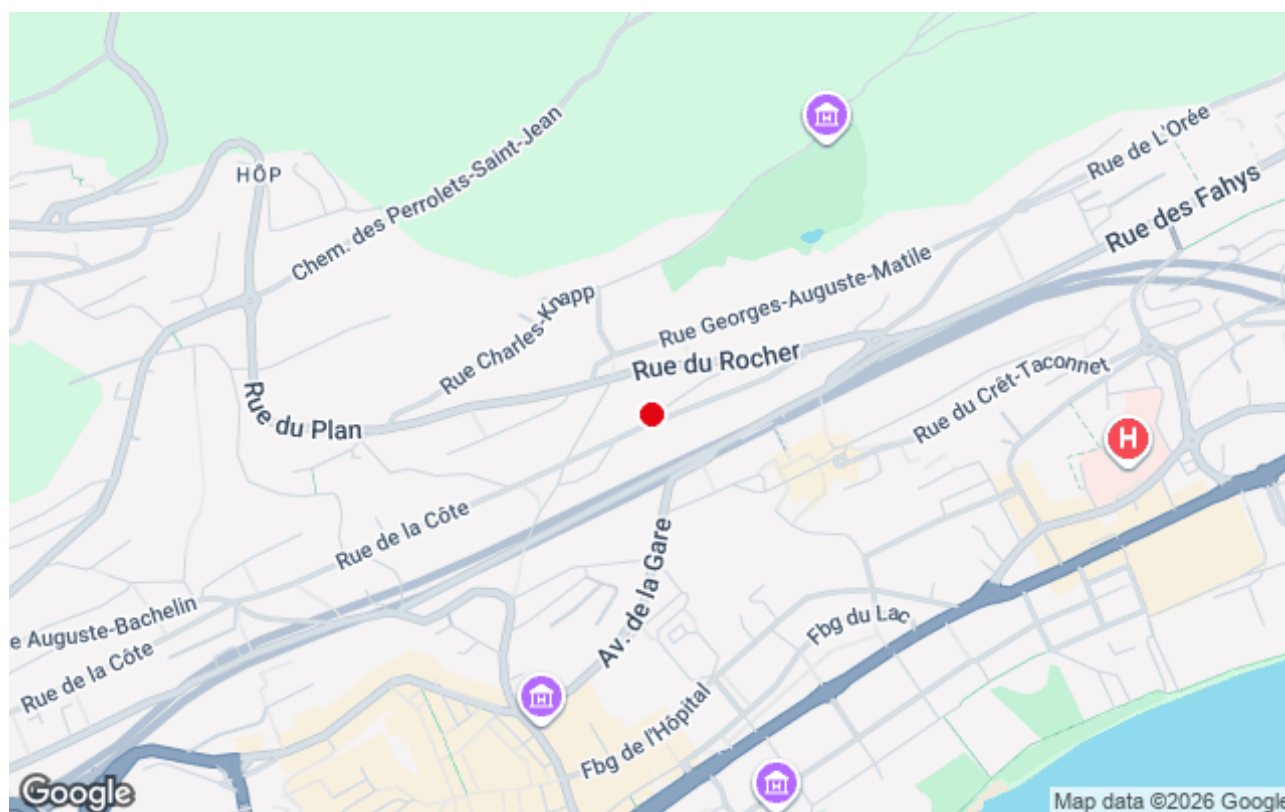 HÔP
Chem. des Perrolets-Saint-Jean
Rue de L'Orée
Rue des Fahys
Rue Georges-Auguste-Matile
Rue Charles-Knapp
Rue du Rocher
Rue du Crêt-Taconnet
Rue du Plan
H
Rue de la Côte
Av. de la Gare
e Auguste-Bachelin
Fbg du Lac
Rue de la Côte
Fbg de l'Hôpital
Google
Map data ©2026 Google